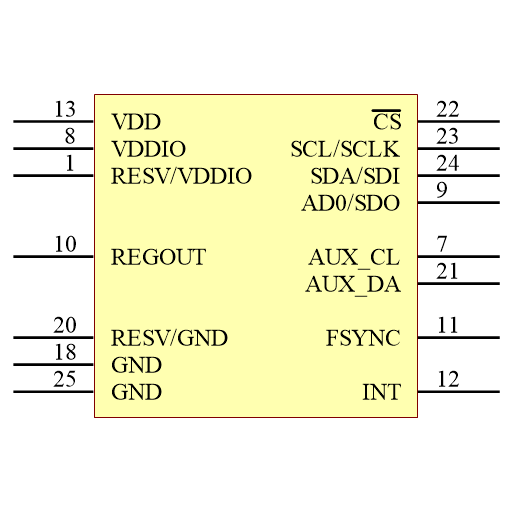 13 VDD CS 22
8 VDDIO SCL/SCLK 23
1 RESV/VDDIO SDA/SDI 24
AD0/SDO 9
10 REGOUT AUX_CL 7
AUX_DA 21
20 RESV/GND FSYNC 11
18 GND
25 GND INT 12